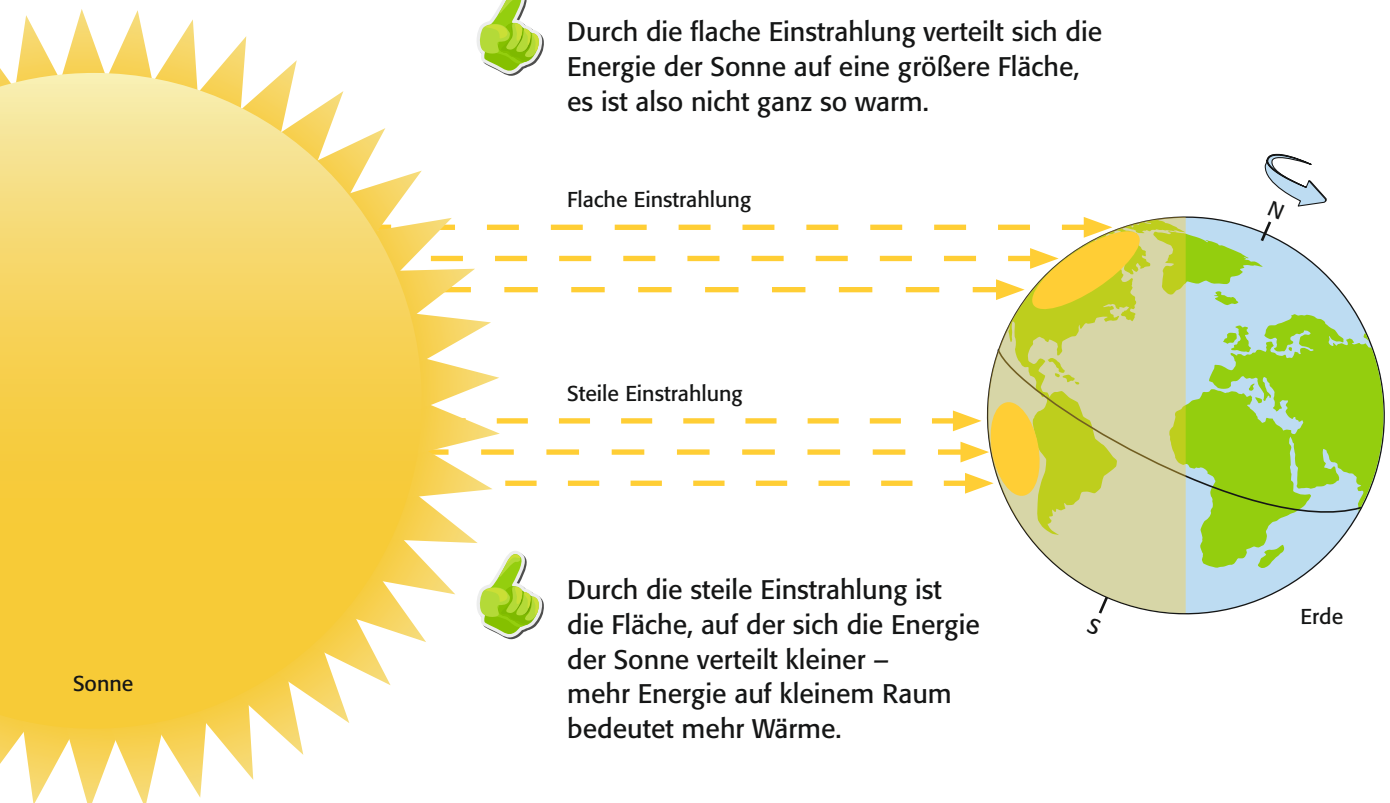 Durch die flache Einstrahlung verteilt sich die
Energie der Sonne auf eine größere Fläche,
es ist also nicht ganz so warm.
Flache Einstrahlung
N
Steile Einstrahlung
Durch die steile Einstrahlung ist
die Fläche, auf der sich die Energie
der Sonne verteilt kleiner –
mehr Energie auf kleinem Raum
bedeutet mehr Wärme.
S
Erde
Sonne